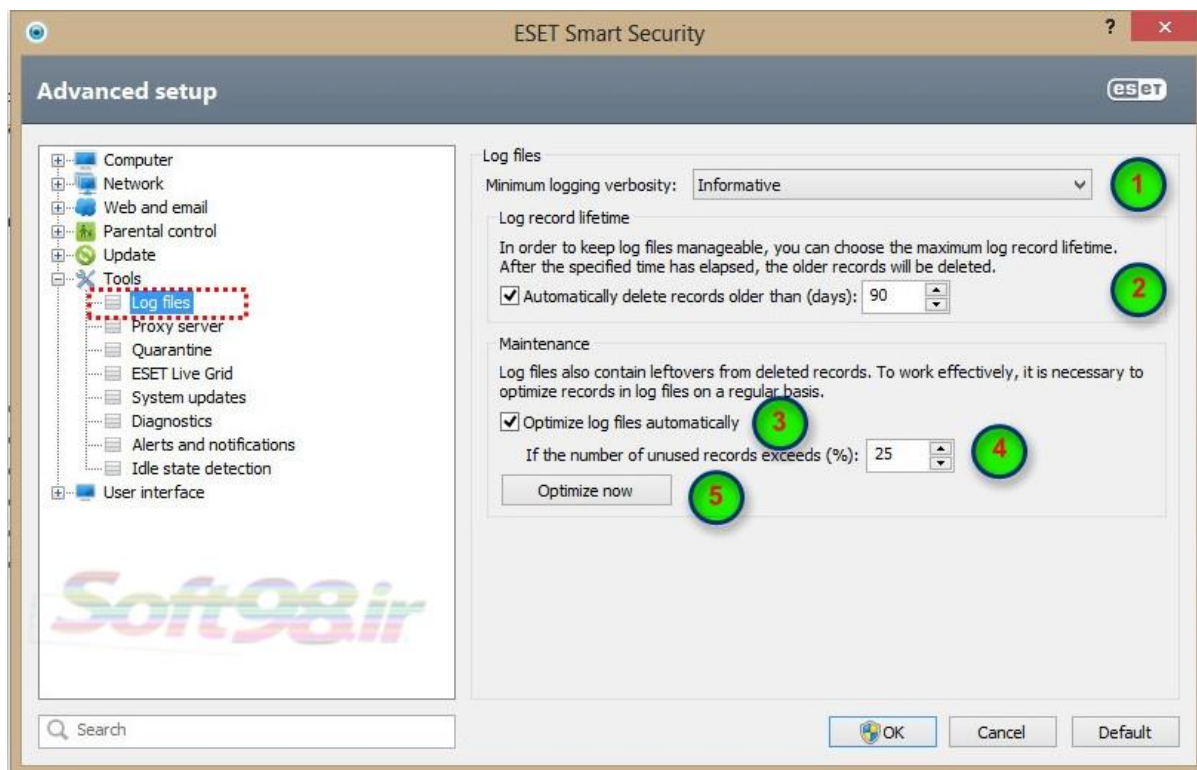 ESET Smart Security
?
Advanced setup
eset
Computer
Network
Web and email
Parental control
Update
Tools
Log files
Proxy server
Quarantine
ESET Live Grid
System updates
Diagnostics
Alerts and notifications
Idle state detection
User interface
Soft98.ir
Search
Log files
Minimum logging verbosity: Informative
1
Log record lifetime
In order to keep log files manageable, you can choose the maximum log record lifetime.
After the specified time has elapsed, the older records will be deleted.
Automatically delete records older than (days): 90
2
Maintenance
Log files also contain leftovers from deleted records. To work effectively, it is necessary to
optimize records in log files on a regular basis.
Optimize log files automatically
3
If the number of unused records exceeds (%): 25
4
Optimize now
5
OK
Cancel
Default